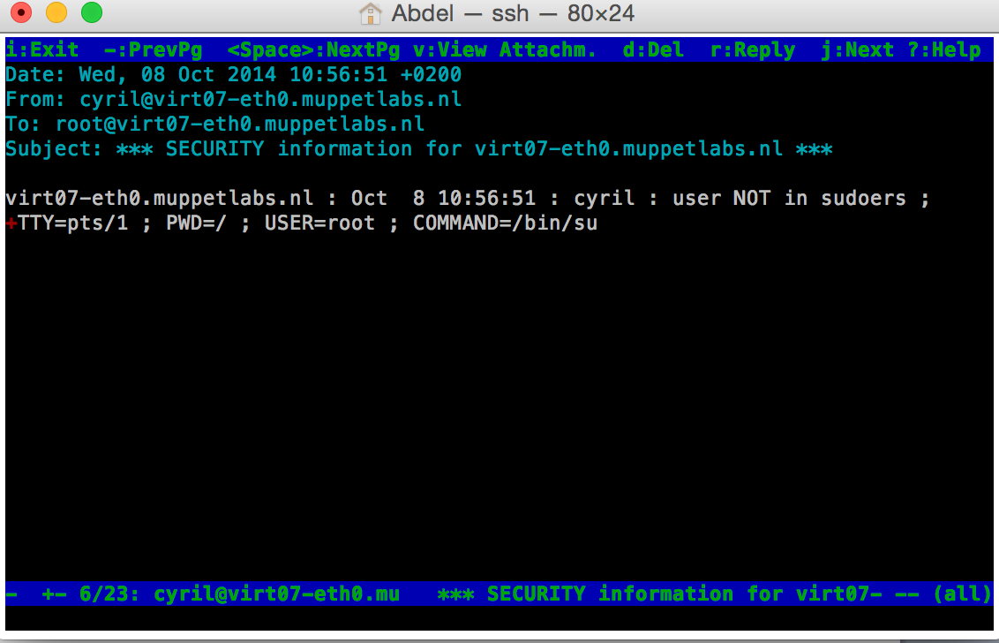 Abdel — ssh — 80×24
i:Exit  -:PrevPg  <Space>:NextPg v:View Attachm.  d:Del  r:Reply  j:Next ?:Help
Date: Wed, 08 Oct 2014 10:56:51 +0200
From: cyril@virt07-eth0.muppetlabs.nl
To: root@virt07-eth0.muppetlabs.nl
Subject: *** SECURITY information for virt07-eth0.muppetlabs.nl ***
virt07-eth0.muppetlabs.nl : Oct  8 10:56:51 : cyril : user NOT in sudoers ;
+TTY=pts/1 ; PWD=/ ; USER=root ; COMMAND=/bin/su
-  +- 6/23: cyril@virt07-eth0.mu   *** SECURITY information for virt07- -- (all)